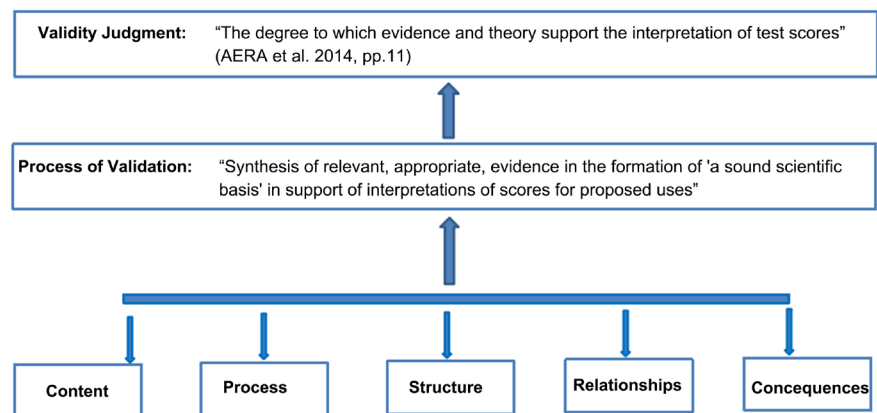 Validity Judgment: “The degree to which evidence and theory support the interpretation of test scores”
(AERA et al. 2014, pp.11)
Process of Validation: “Synthesis of relevant, appropriate, evidence in the formation of 'a sound scientific
basis' in support of interpretations of scores for proposed uses”
Content
Process
Structure
Relationships
Concequences